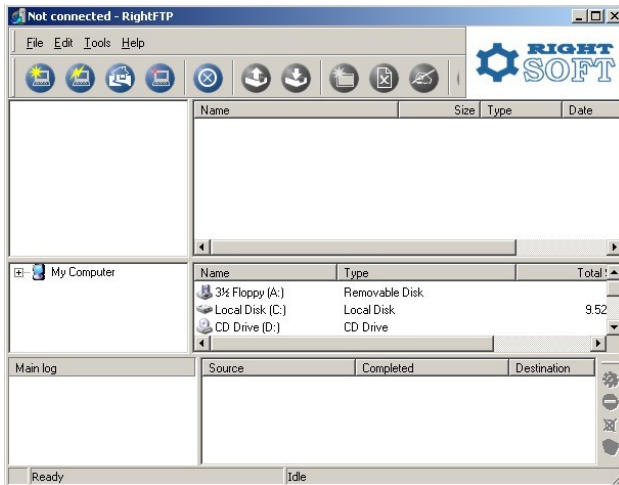 Not connected - RightFTP
File Edit Tools Help
RIGHT
SOFT
Name Size Type Date
My Computer
Name Type Total
3½ Floppy (A:) Removable Disk
Local Disk (C:) Local Disk 9.52
CD Drive (D:) CD Drive
Main log
Source Completed Destination
Ready Idle